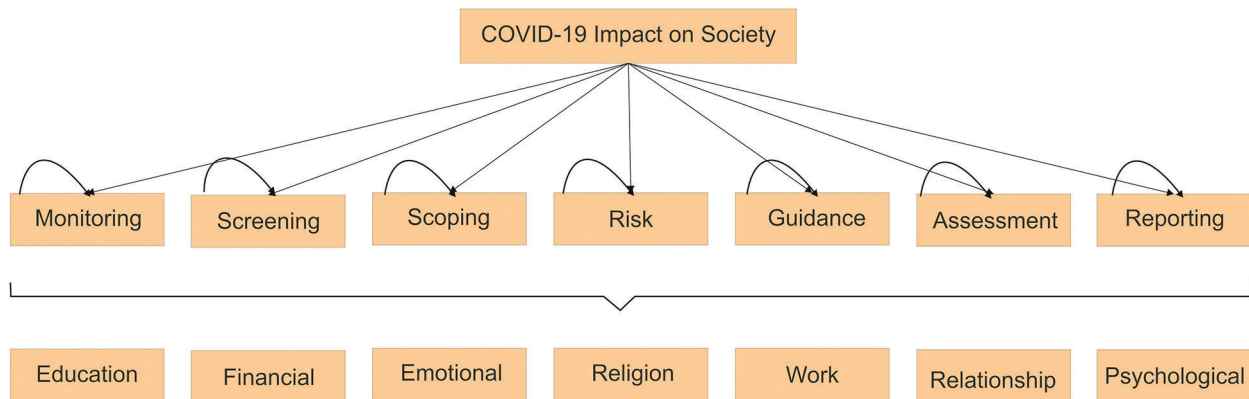 COVID-19 Impact on Society
Monitoring
Screening
Scoping
Risk
Guidance
Assessment
Reporting
Education
Financial
Emotional
Religion
Work
Relationship
Psychological